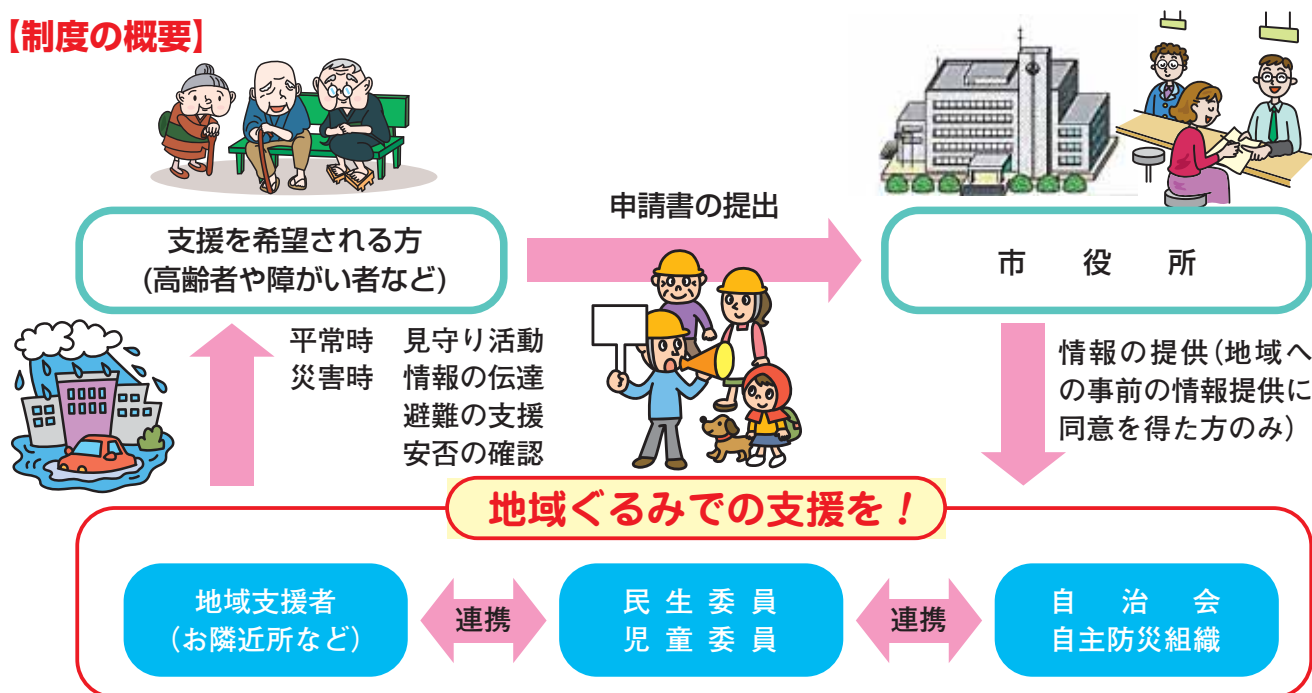 【制度の概要】
申請書の提出
支援を希望される方
(高齢者や障がい者など)
市役所
平常時 見守り活動
災害時 情報の伝達
避難の支援
安否の確認
情報の提供(地域へ
の事前の情報提供に
同意を得た方のみ)
地域ぐるみでの支援を!
地域支援者
(お隣近所など)
連携
民生委員
児童委員
連携
自治会
自主防災組織